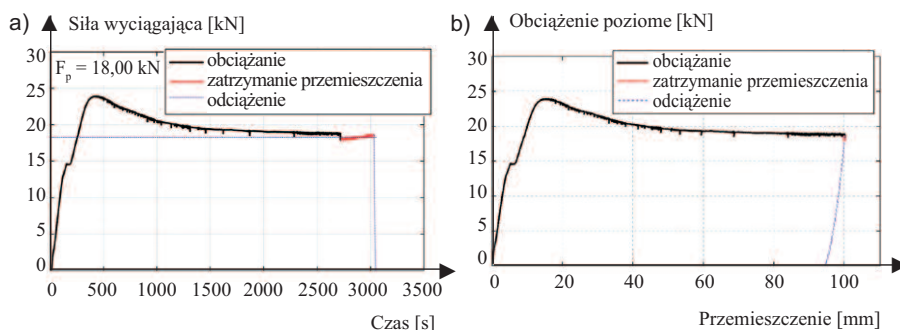 a) Siła wyciągająca [kN]
30
25
20
15
10
5
0
F_p = 18,00 kN
obciążanie
zatrzymanie przemieszczenia
odciążenie
0 500 1000 1500 2000 2500 3000 3500
Czas [s]
b) Obciążenie poziome [kN]
30
25
20
15
10
5
0
obciążanie
zatrzymanie przemieszczenia
odciążenie
0 20 40 60 80 100
Przemieszczenie [mm]